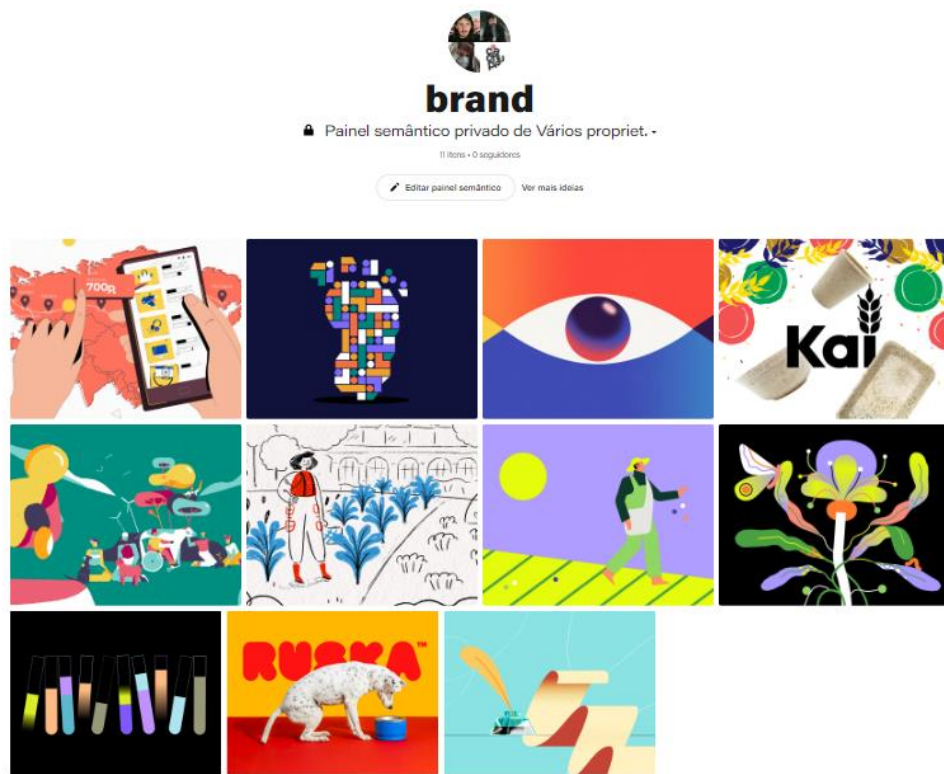 brand
Painel semântico privado de Vários propriet.
11 itens • 0 seguidores
Editar painel semântico
Ver mais ideias
700р
Kai
RUSKA™